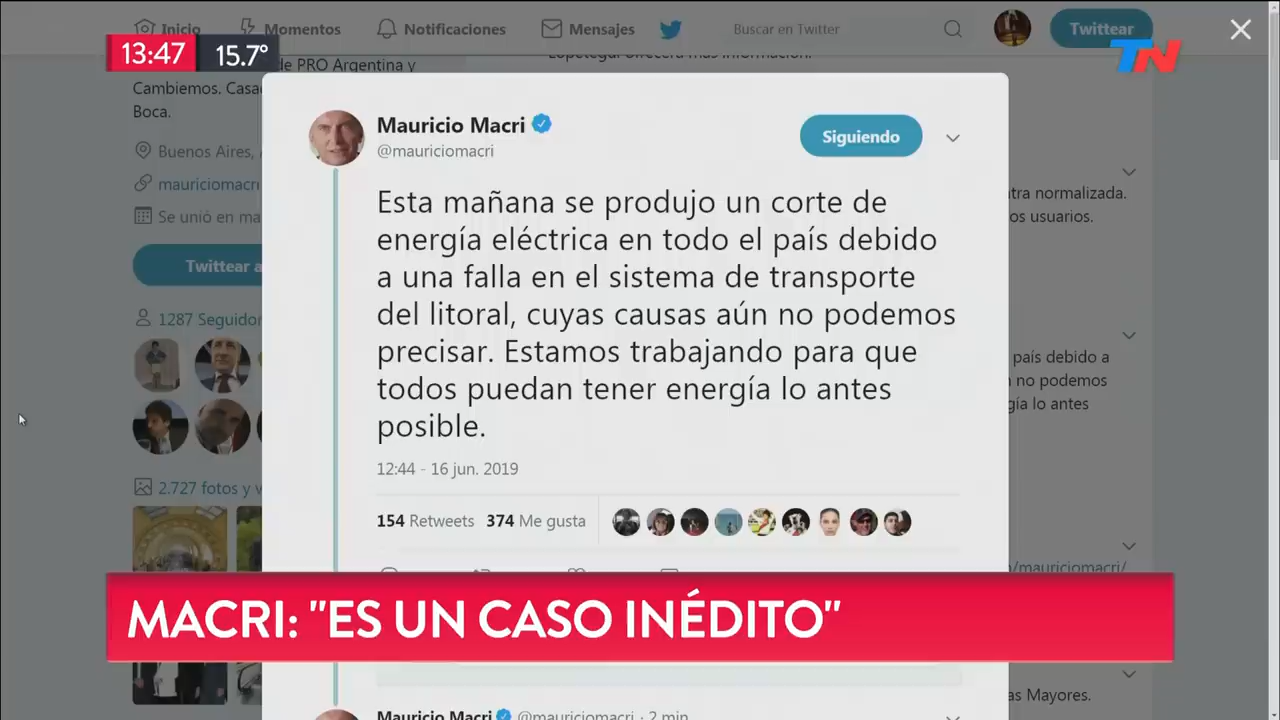 Inicio
Momentos
Notificaciones
Mensajes
Buscar en Twitter
Twittear
13:47
15.7°
TN
de PRO Argentina y
Cambiemos. Casa
Boca.
Buenos Aires,
mauriciomacri
Se unió en ma
Twittear a
1287 Seguidor
2.727 fotos y v
Mauricio Macri
@mauriciomacri
Siguiendo
Esta mañana se produjo un corte de
energía eléctrica en todo el país debido
a una falla en el sistema de transporte
del litoral, cuyas causas aún no podemos
precisar. Estamos trabajando para que
todos puedan tener energía lo antes
posible.
12:44 - 16 jun. 2019
154 Retweets 374 Me gusta
tra normalizada.
os usuarios.
país debido a
n no podemos
gía lo antes
/mauriciomacri/
as Mayores.
MACRI: "ES UN CASO INÉDITO"
Mauricio Macri @mauriciomacri · 2 min